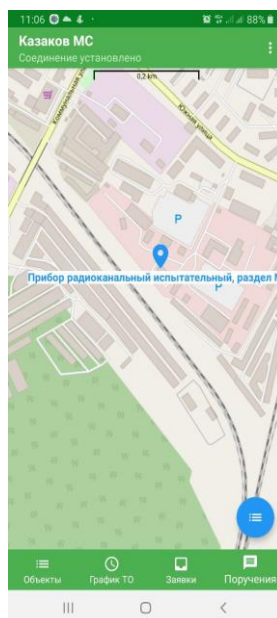 11:06
88%
Казаков МС
Соединение установлено
0,2 km
Коммунальная ули
Южная улица
P
Прибор радиоканальный испытательный, раздел
P
Объекты
График ТО
Заявки
Поручения